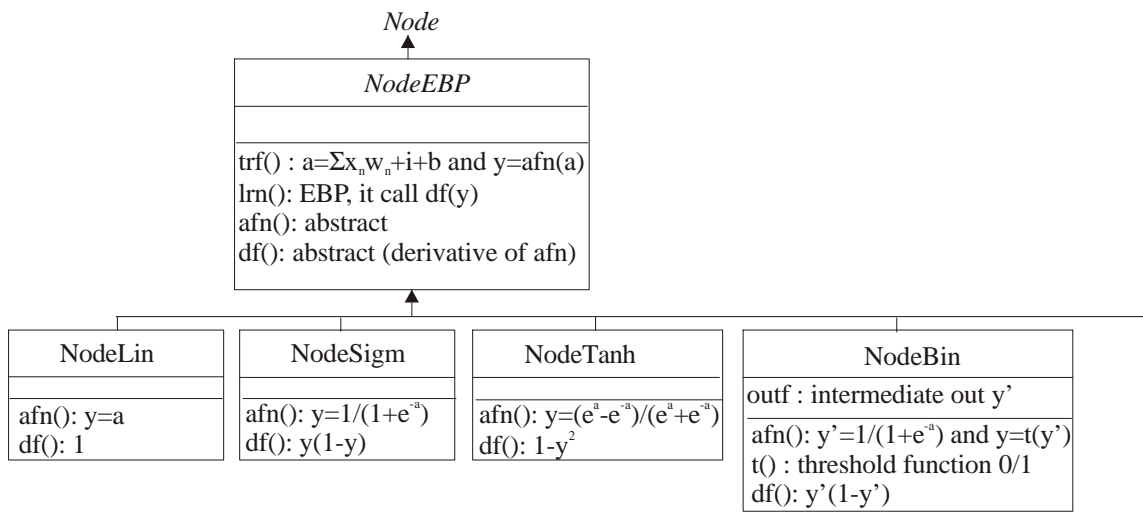 Node
NodeEBP
trf() : a=Σxₙwₙ+i+b and y=afn(a)
lrn(): EBP, it call df(y)
afn(): abstract
df(): abstract (derivative of afn)
NodeLin
afn(): y=a
df(): 1
NodeSigm
afn(): y=1/(1+e⁻ᵃ)
df(): y(1-y)
NodeTanh
afn(): y=(eᵃ-e⁻ᵃ)/(eᵃ+e⁻ᵃ)
df(): 1-y²
NodeBin
outf : intermediate out y’
afn(): y’=1/(1+e⁻ᵃ) and y=t(y’)
t() : threshold function 0/1
df(): y’(1-y’)